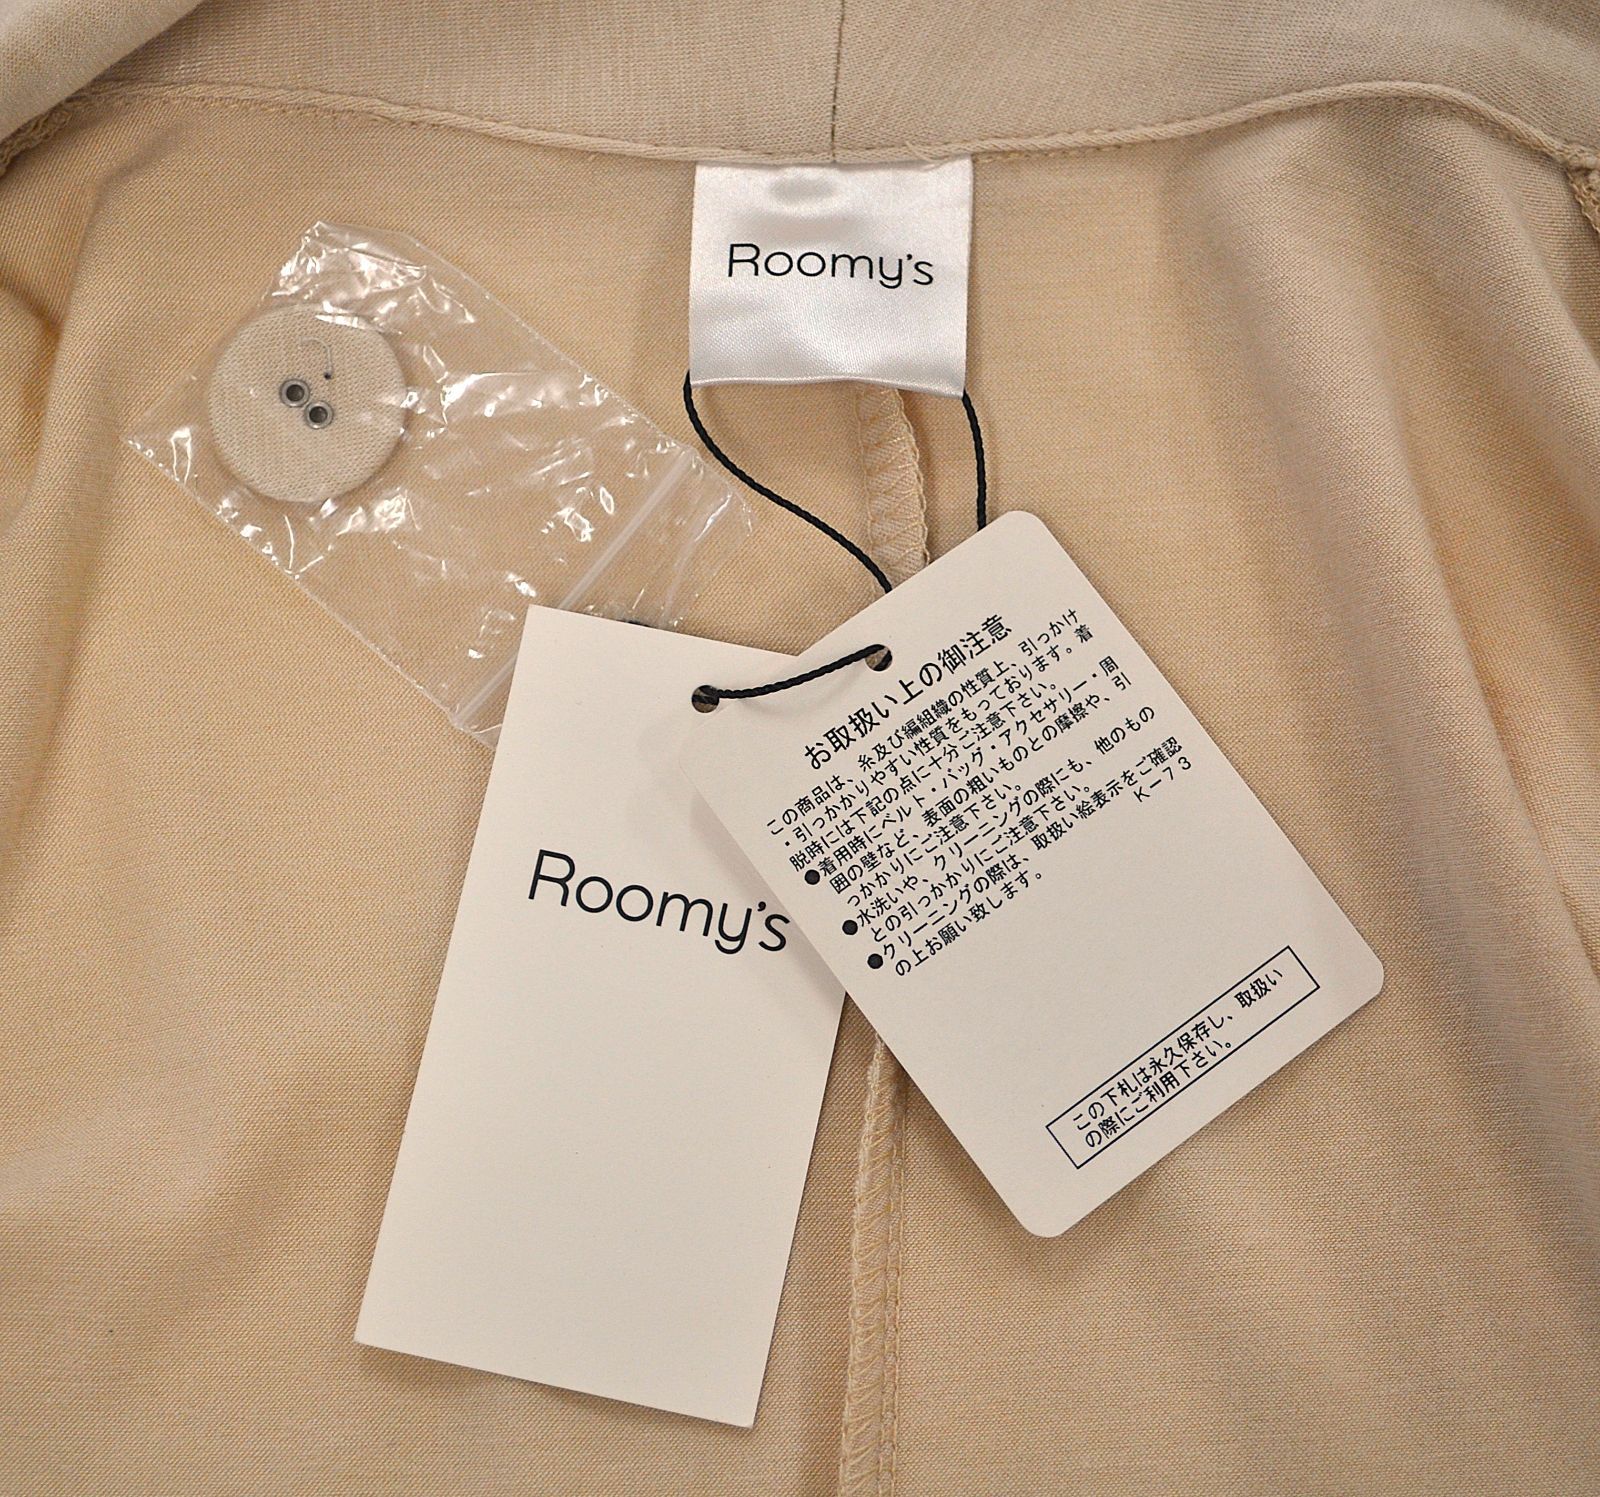 Roomy's
Roomy's
お取扱い上の御注意
この商品は、糸及び編組織の性質上、引っかけ
・引っかかりやすい性質をもっております。着
脱時には下記の点に十分ご注意下さい。
●着用時にベルト・バッグ・アクセサリー・周
囲の壁など、表面の粗いものとの摩擦や、引
っかかりにご注意下さい。
●水洗いや、クリーニングの際にも、他のもの
との引っかかりにご注意下さい。
●クリーニングの際は、取扱い絵表示をご確認
の上お願い致します。
K－73
この下札は永久保存し、取扱い
の際にご利用下さい。